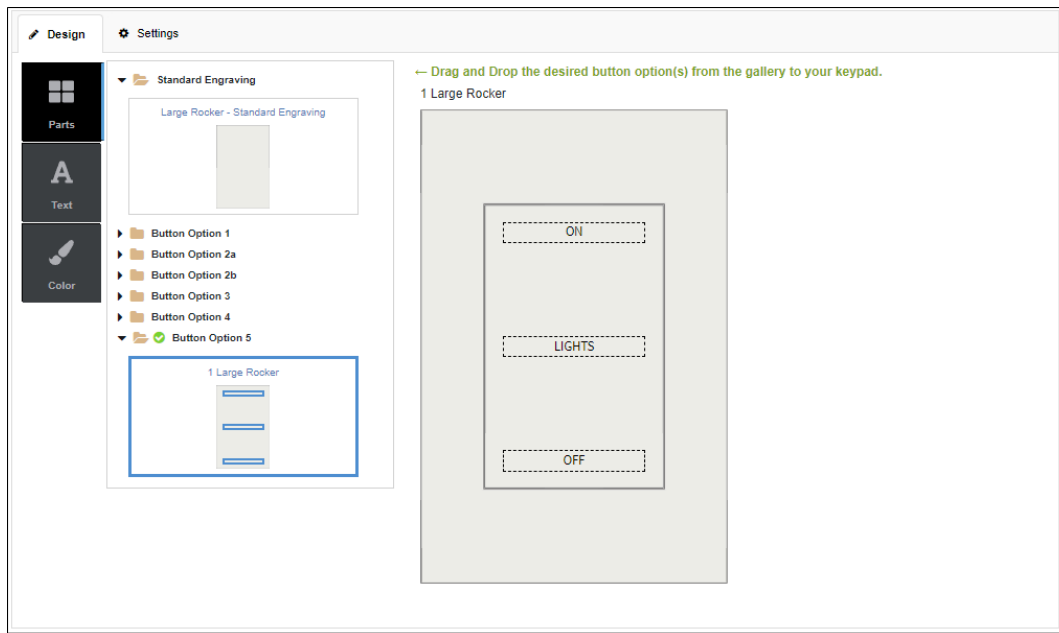 Design
Settings
Parts
Text
Color
Standard Engraving
Large Rocker - Standard Engraving
Button Option 1
Button Option 2a
Button Option 2b
Button Option 3
Button Option 4
Button Option 5
1 Large Rocker
← Drag and Drop the desired button option(s) from the gallery to your keypad.
1 Large Rocker
ON
LIGHTS
OFF